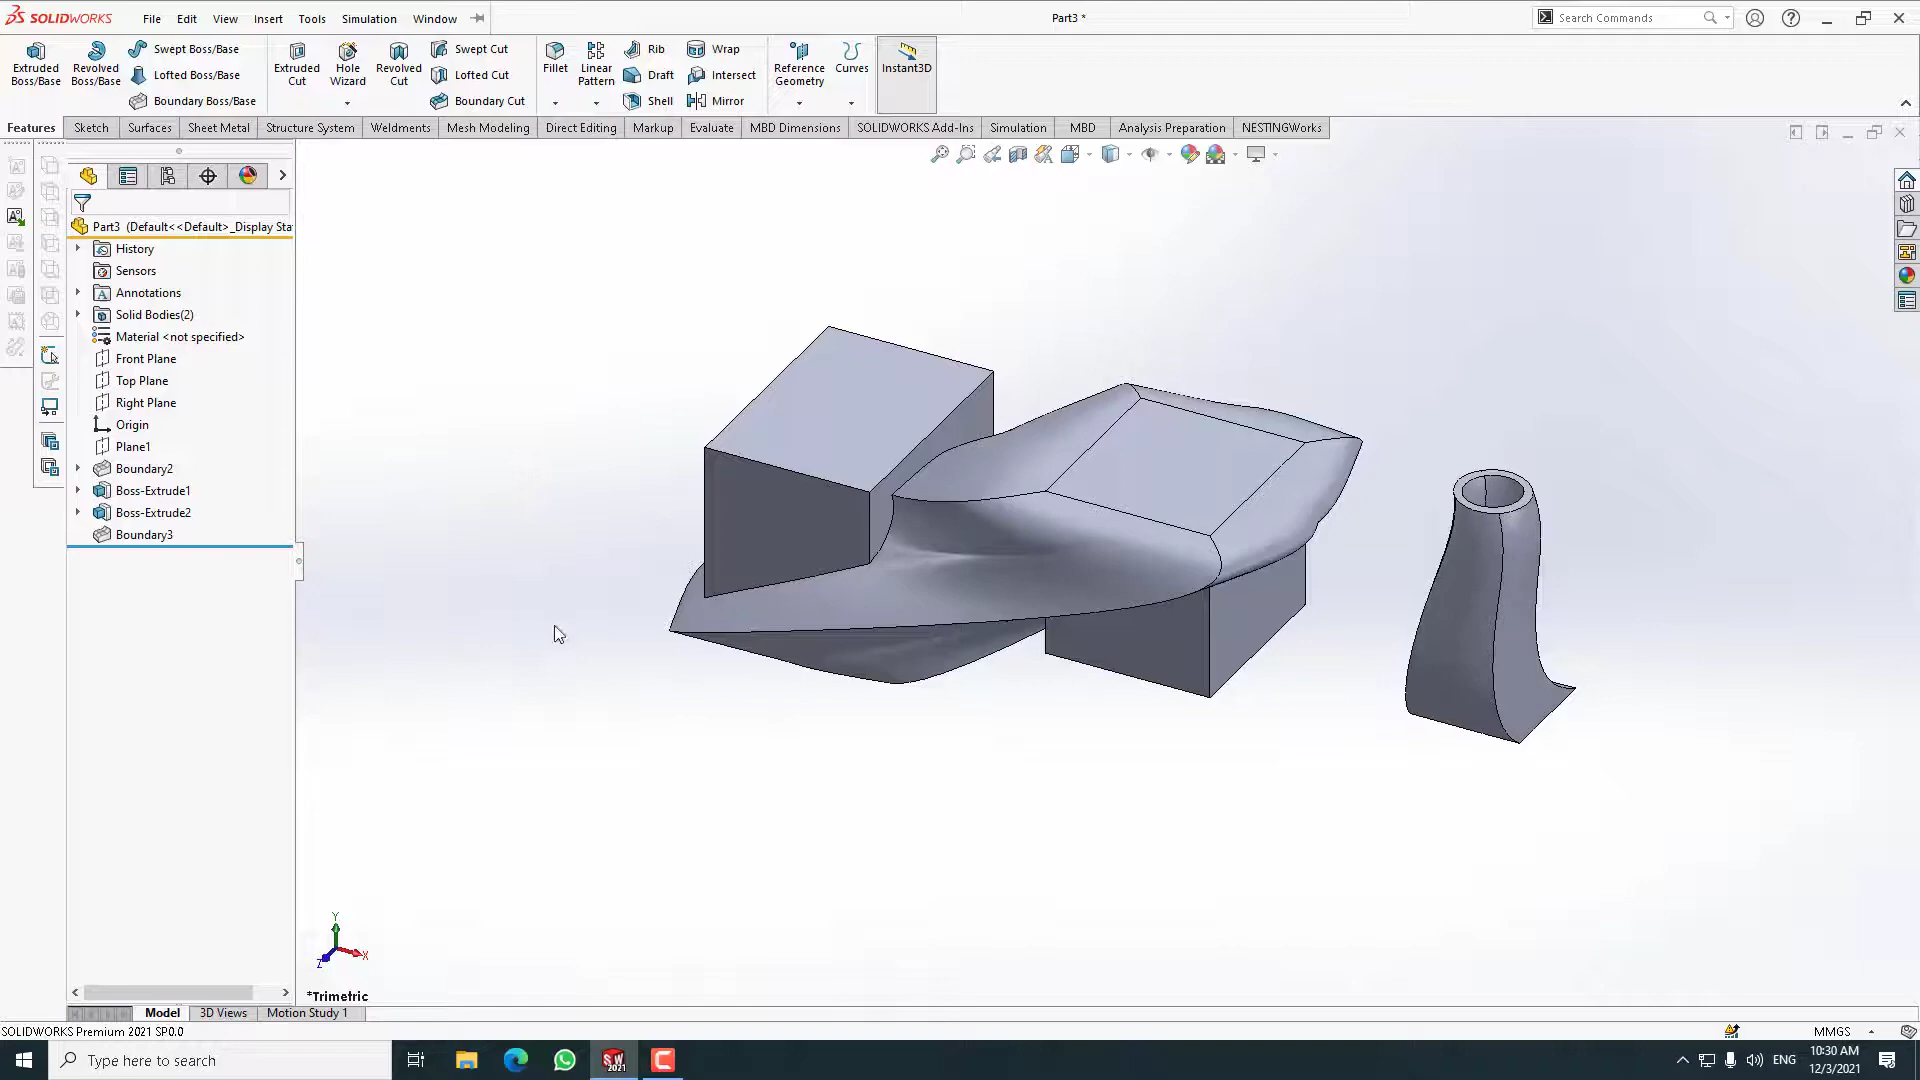 SOLIDWORKS File Edit View Insert Tools Simulation Window
Part3 *
Search Commands
Extruded Boss/Base
Revolved Boss/Base
Swept Boss/Base
Lofted Boss/Base
Boundary Boss/Base
Extruded Cut
Hole Wizard
Revolved Cut
Swept Cut
Lofted Cut
Boundary Cut
Fillet
Linear Pattern
Rib
Draft
Shell
Wrap
Intersect
Mirror
Reference Geometry
Curves
Instant3D
Features Sketch Surfaces Sheet Metal Structure System Weldments Mesh Modeling Direct Editing Markup Evaluate MBD Dimensions SOLIDWORKS Add-Ins Simulation MBD Analysis Preparation NESTINGWorks
Part3 (Default<<Default>_Display Sta
History
Sensors
Annotations
Solid Bodies(2)
Material <not specified>
Front Plane
Top Plane
Right Plane
Origin
Plane1
Boundary2
Boss-Extrude1
Boss-Extrude2
Boundary3
Y
X
Z
*Trimetric
Model 3D Views Motion Study 1
SOLIDWORKS Premium 2021 SP0.0
MMGS
Type here to search
SW
2021
ENG
10:30 AM
12/3/2021